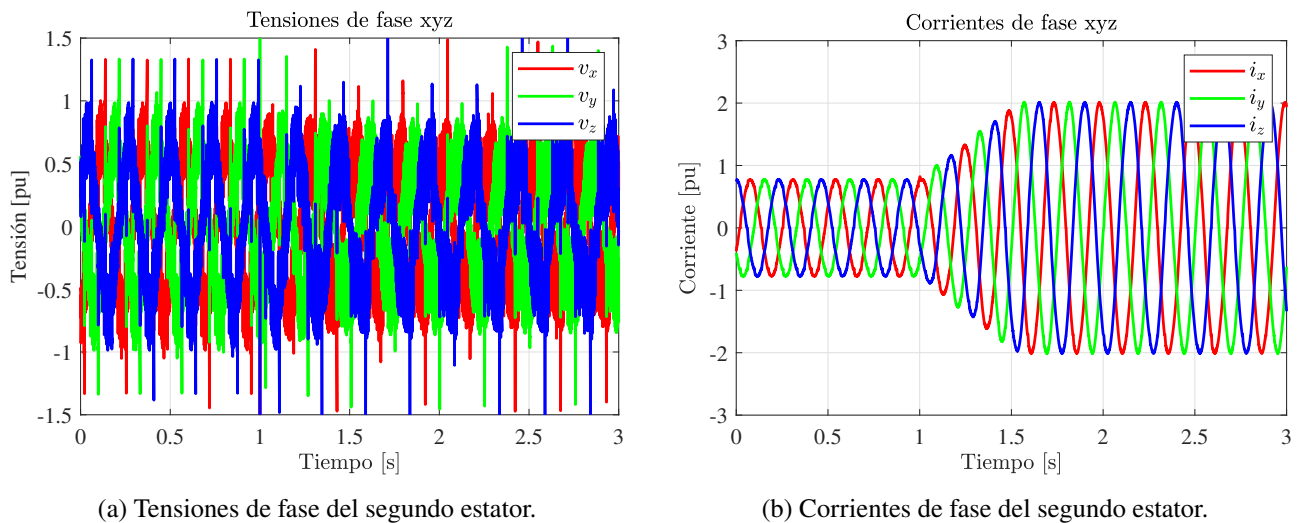 Tensiones de fase xyz
1.5
1
0.5
0
-0.5
-1
-1.5
Tensión [pu]
v_x
v_y
v_z
0 0.5 1 1.5 2 2.5 3
Tiempo [s]
(a) Tensiones de fase del segundo estator.
Corrientes de fase xyz
3
2
1
0
-1
-2
-3
Corriente [pu]
i_x
i_y
i_z
0 0.5 1 1.5 2 2.5 3
Tiempo [s]
(b) Corrientes de fase del segundo estator.